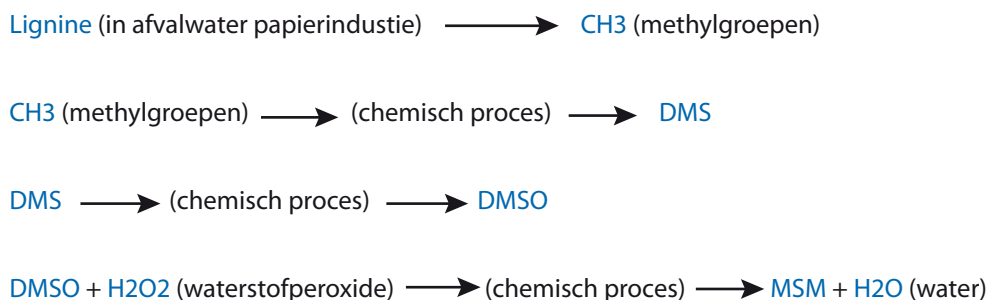 Lignine (in afvalwater papierindustie) ⟶ CH3 (methylgroepen)
CH3 (methylgroepen) ⟶ (chemisch proces) ⟶ DMS
DMS ⟶ (chemisch proces) ⟶ DMSO
DMSO + H2O2 (waterstofperoxide) ⟶ (chemisch proces) ⟶ MSM + H2O (water)